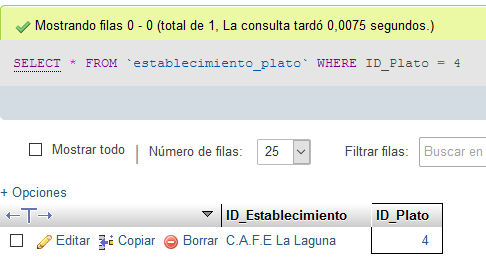 Mostrando filas 0 - 0 (total de 1, La consulta tardó 0,0075 segundos.)
SELECT * FROM `establecimiento_plato` WHERE ID_Plato = 4
Mostrar todo | Número de filas: 25 Filtrar filas: Buscar en
+ Opciones
←T→ ID_Establecimiento ID_Plato
Editar Copiar Borrar C.A.F.E La Laguna 4